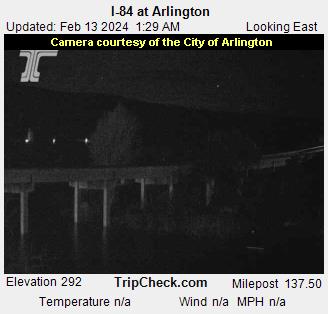 I-84 at Arlington
Updated: Feb 13 2024 1:29 AM Looking East
Camera courtesy of the City of Arlington
Elevation 292 TripCheck.com Milepost 137.50
Temperature n/a Wind n/a MPH n/a